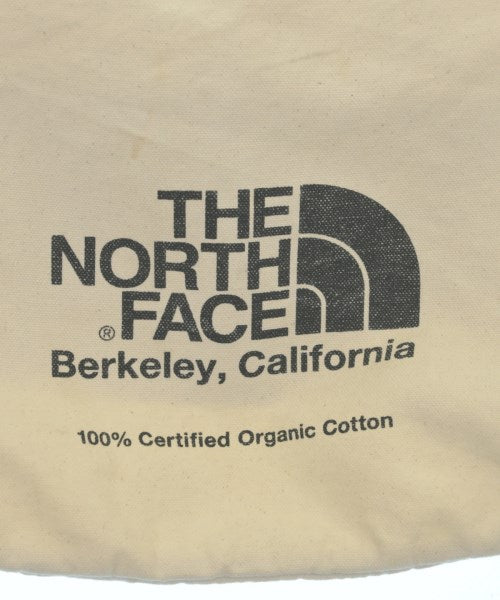 THE
NORTH
® FACE
Berkeley, California
100% Certified Organic Cotton